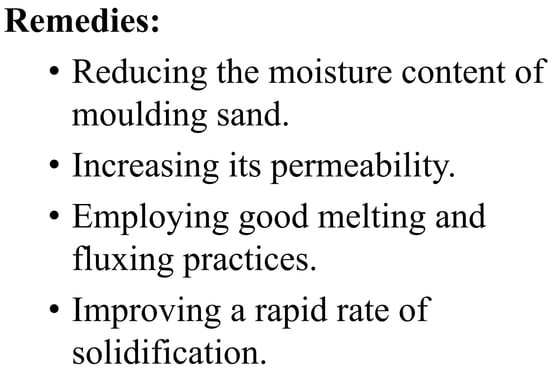 Remedies:
• Reducing the moisture content of
moulding sand.
• Increasing its permeability.
• Employing good melting and
fluxing practices.
• Improving a rapid rate of
solidification.